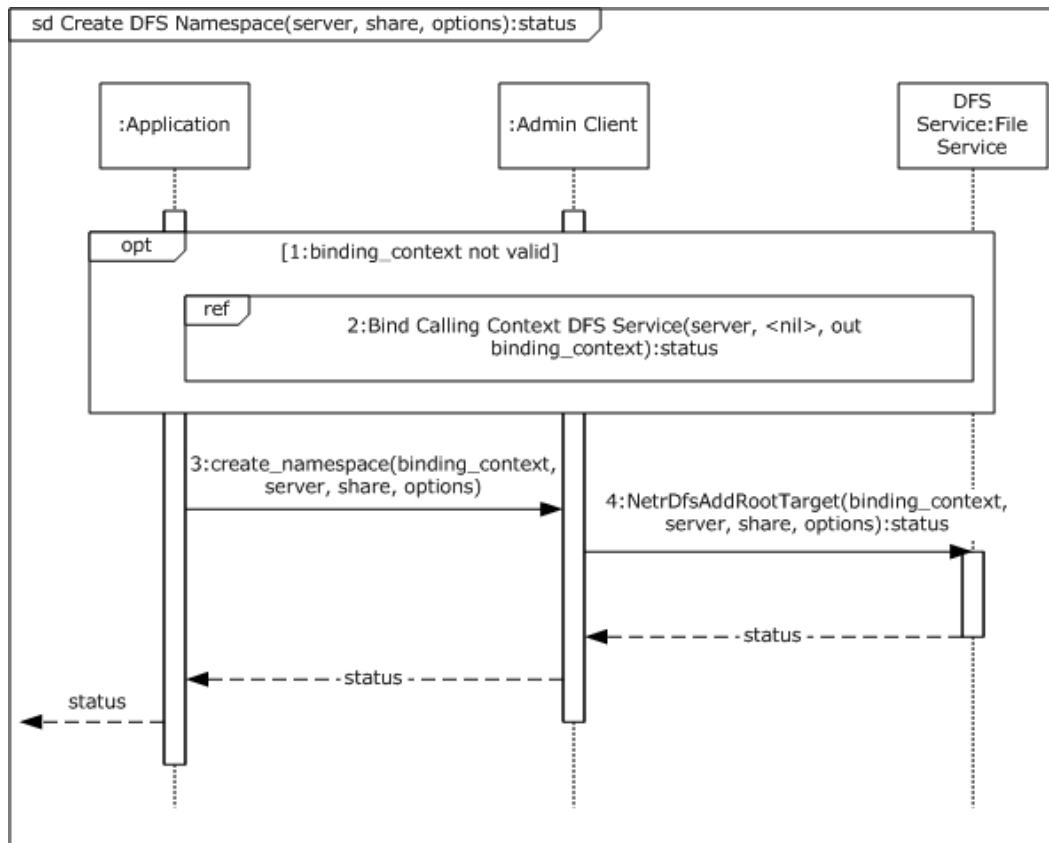 sd Create DFS Namespace(server, share, options):status
:Application
:Admin Client
DFS
Service:File
Service
opt
[1:binding_context not valid]
ref
2:Bind Calling Context DFS Service(server, <nil>, out
binding_context):status
3:create_namespace(binding_context,
server, share, options)
4:NetrDfsAddRootTarget(binding_context,
server, share, options):status
status
status
status